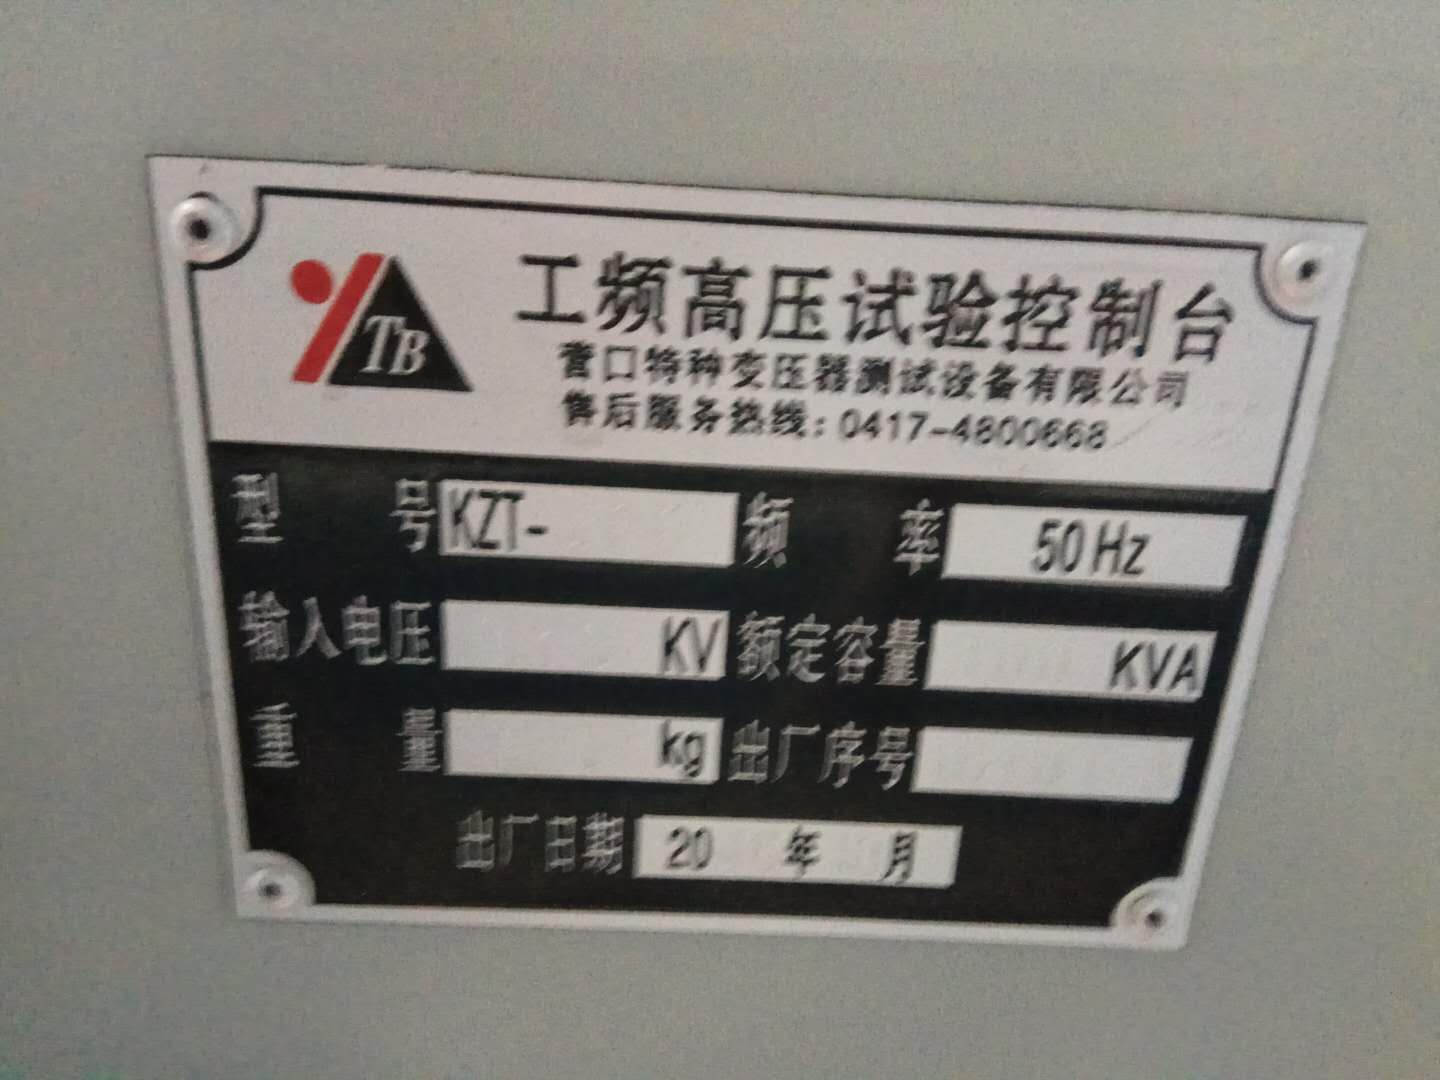 TB
工频高压试验控制台
营口特种变压器测试设备有限公司
售后服务热线：0417-4800668
型号 KZT- 频率 50Hz
输入电压 KV 额定容量 KVA
重量 kg 出厂序号
出厂日期 20 年 月